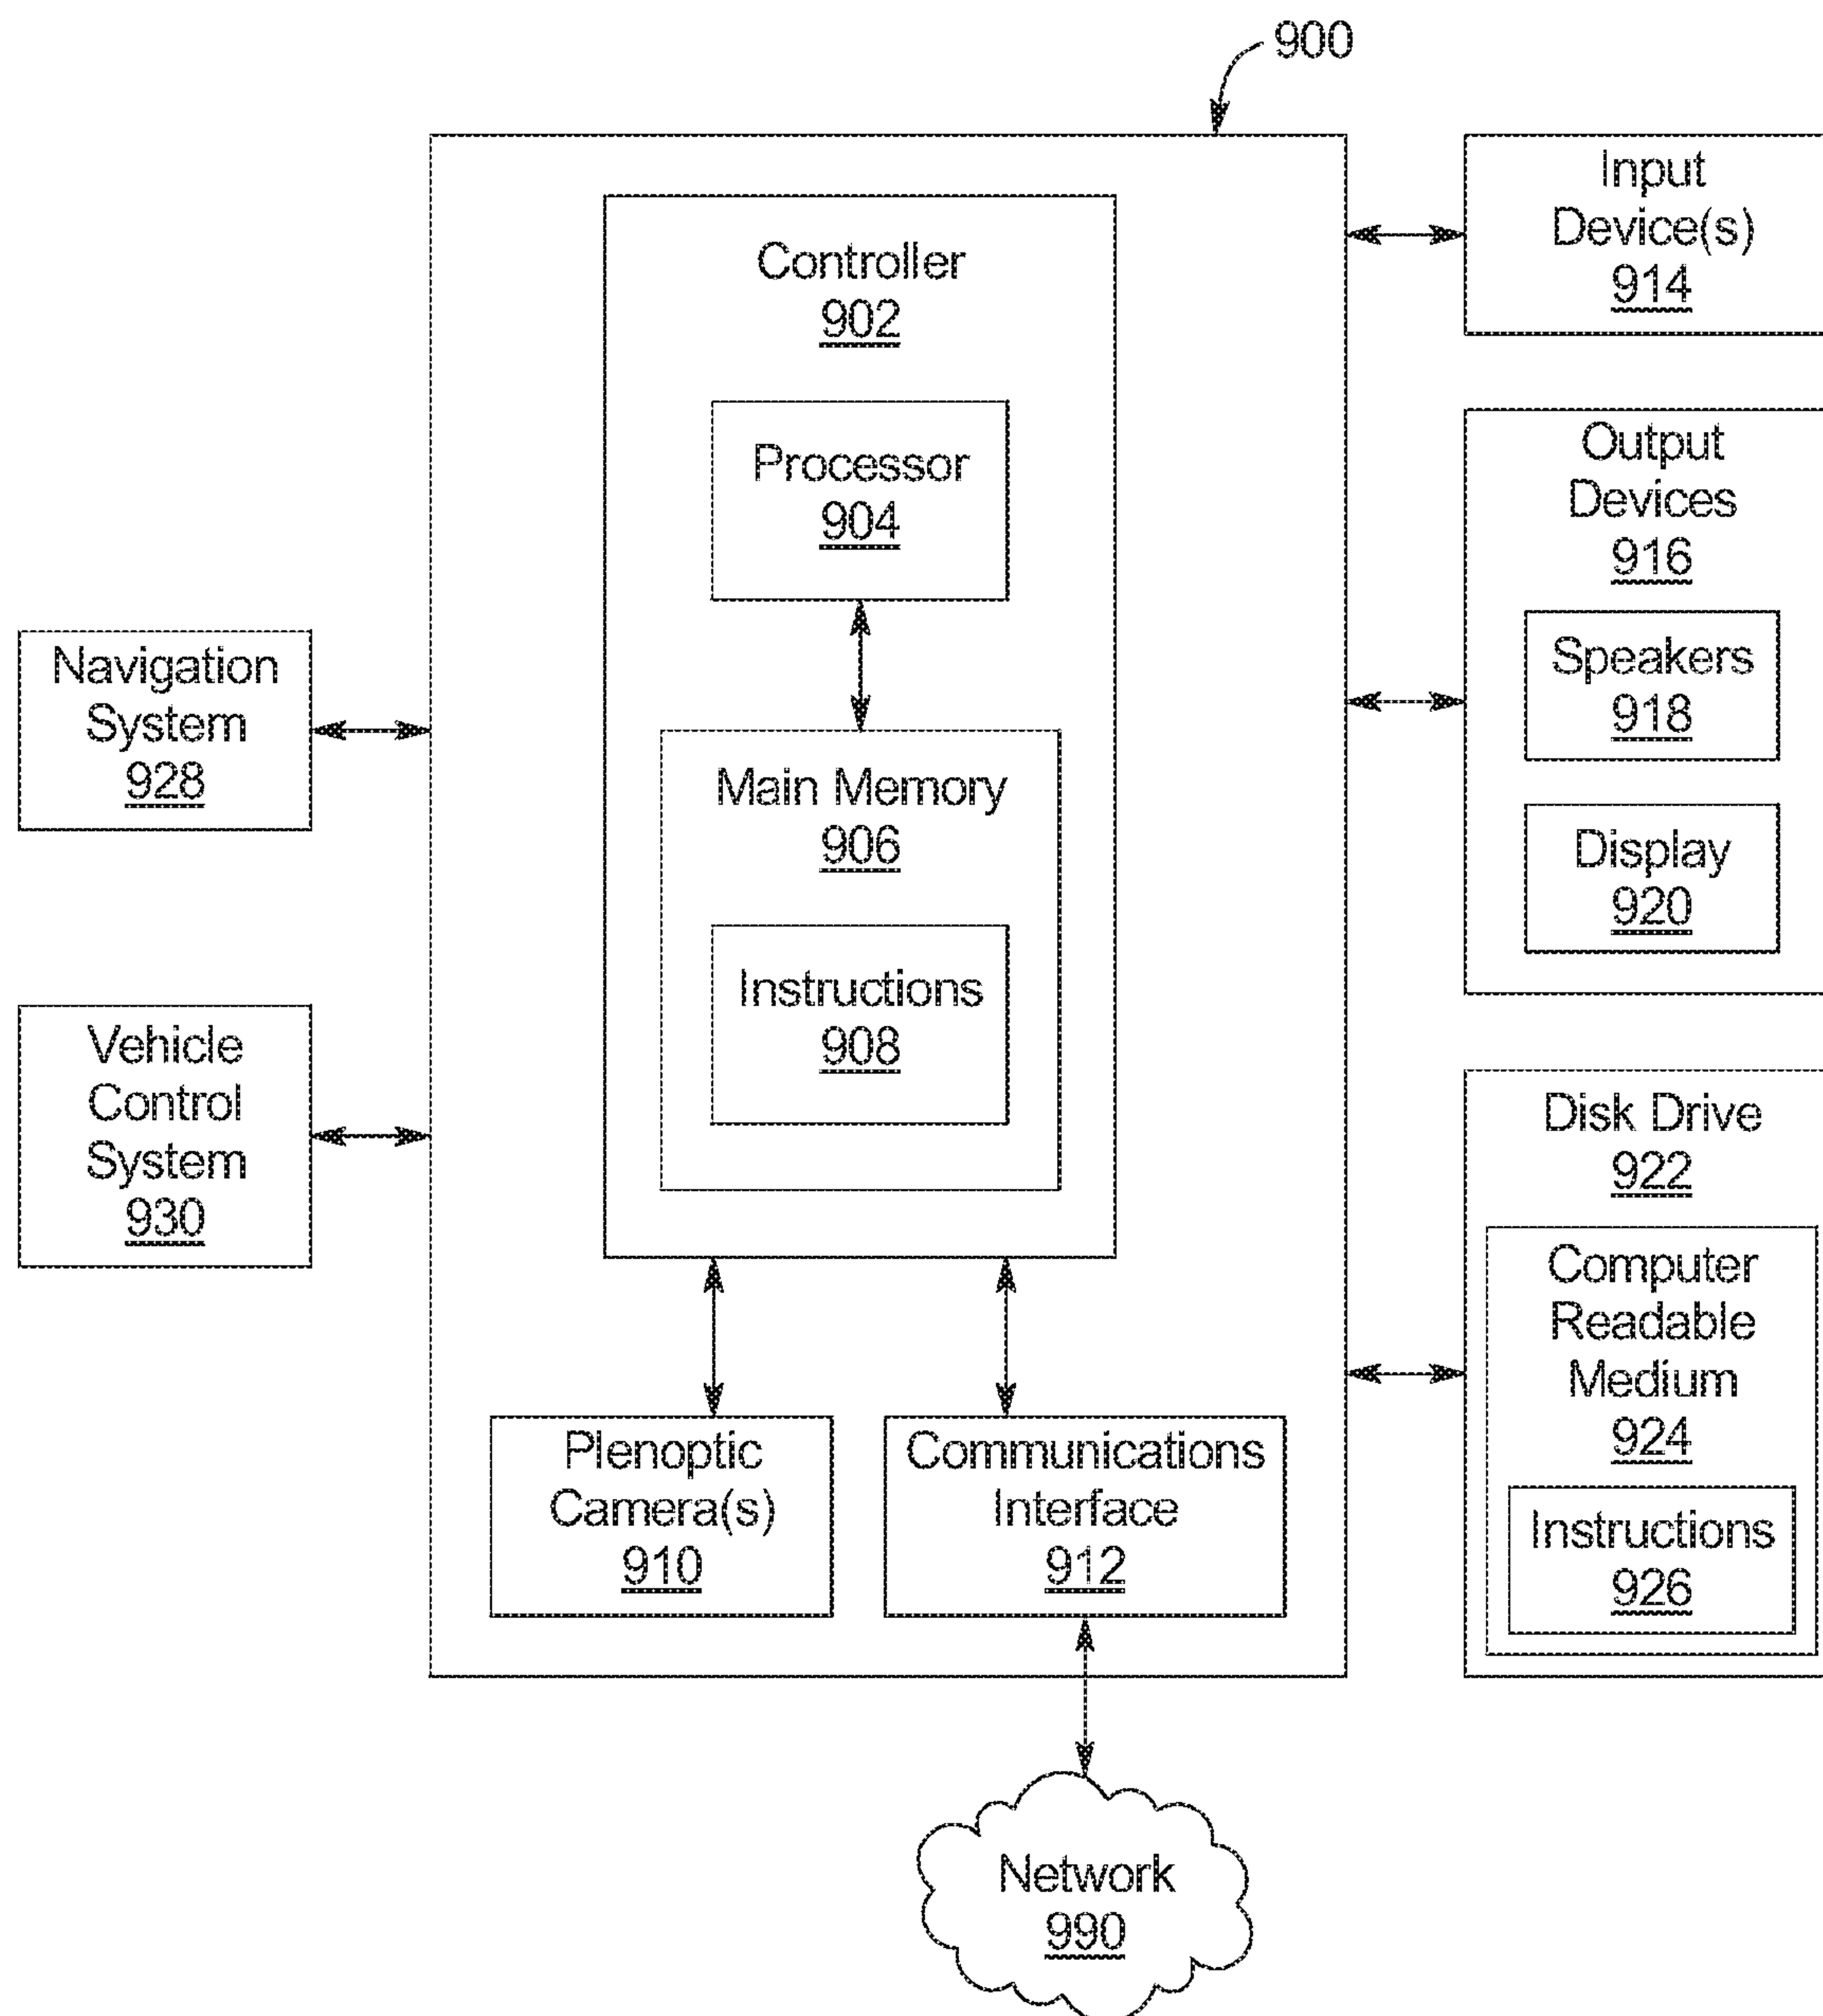 900
Controller
902
Processor
904
Main Memory
906
Instructions
908
Plenoptic
Camera(s)
910
Communications
Interface
912
Navigation
System
928
Vehicle
Control
System
930
Input
Device(s)
914
Output
Devices
916
Speakers
918
Display
920
Disk Drive
922
Computer
Readable
Medium
924
Instructions
926
Network
990